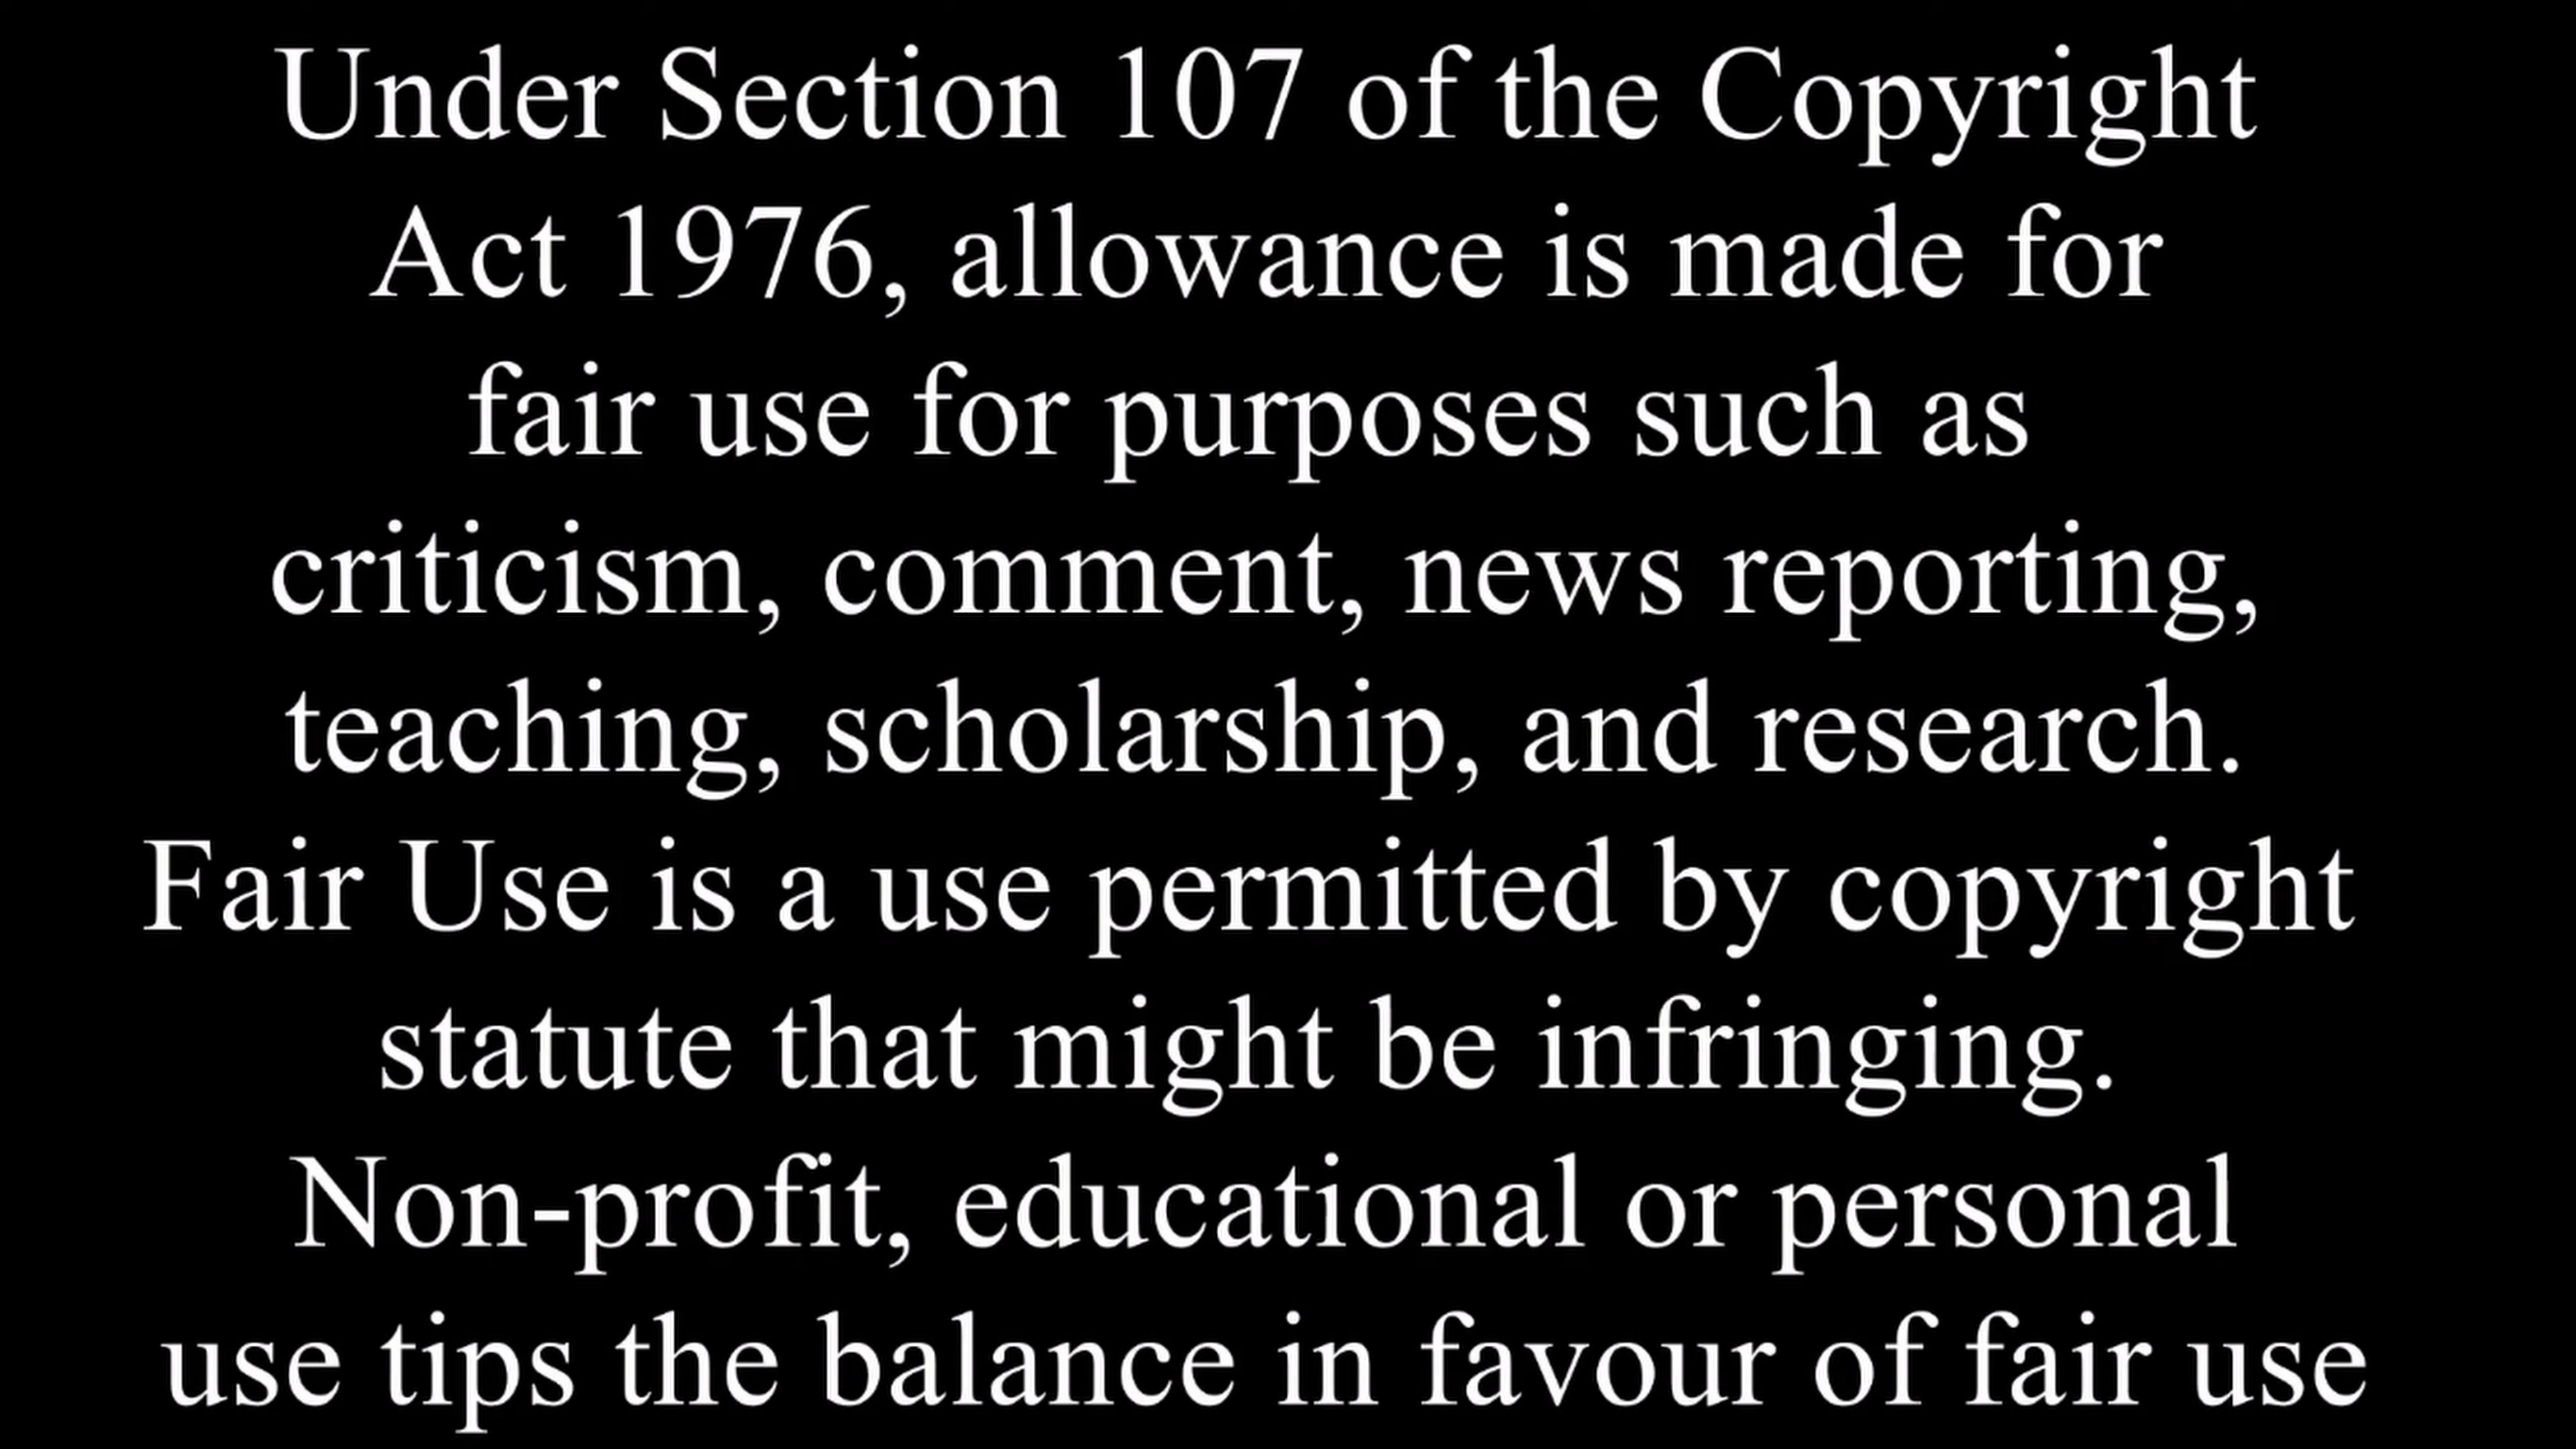 Under Section 107 of the Copyright
Act 1976, allowance is made for
fair use for purposes such as
criticism, comment, news reporting,
teaching, scholarship, and research.
Fair Use is a use permitted by copyright
statute that might be infringing.
Non-profit, educational or personal
use tips the balance in favour of fair use